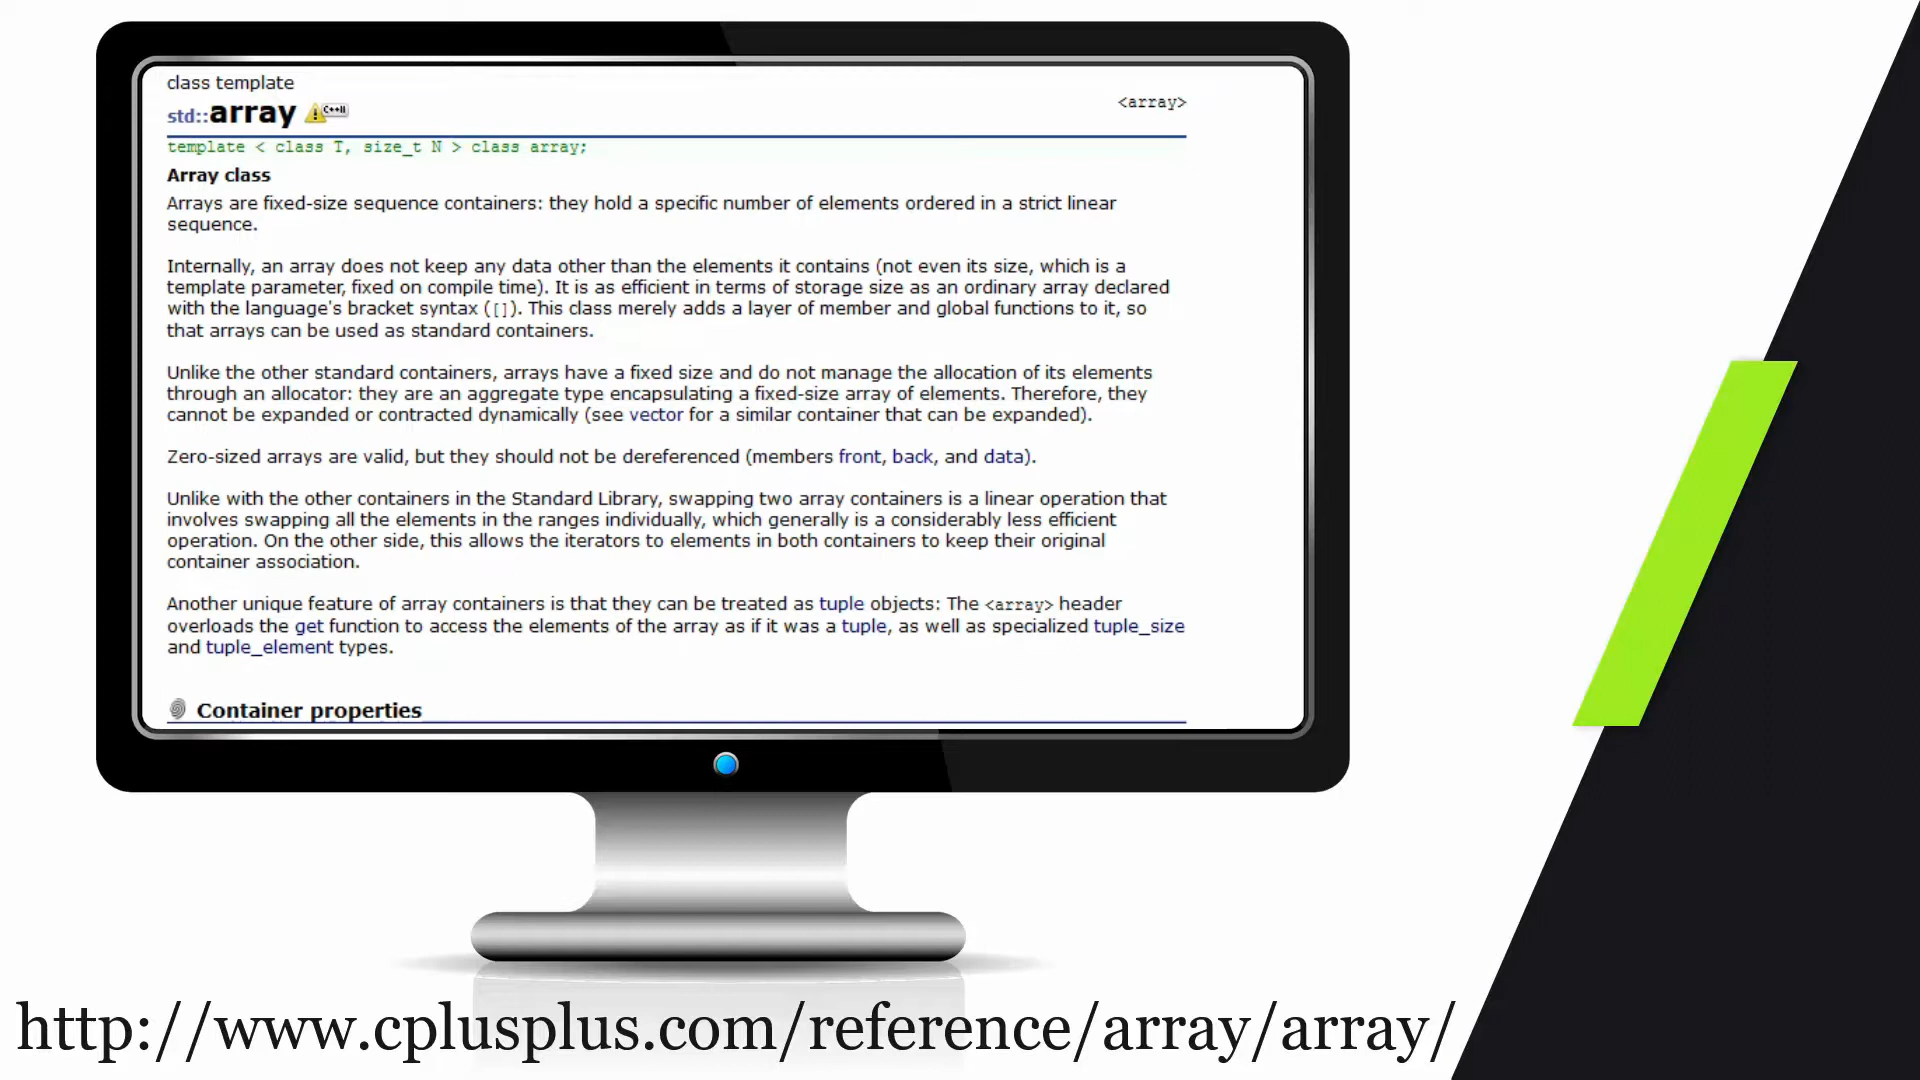 class template
std::array C++11
<array>
template < class T, size_t N > class array;
Array class
Arrays are fixed-size sequence containers: they hold a specific number of elements ordered in a strict linear
sequence.
Internally, an array does not keep any data other than the elements it contains (not even its size, which is a
template parameter, fixed on compile time). It is as efficient in terms of storage size as an ordinary array declared
with the language's bracket syntax ([]). This class merely adds a layer of member and global functions to it, so
that arrays can be used as standard containers.
Unlike the other standard containers, arrays have a fixed size and do not manage the allocation of its elements
through an allocator: they are an aggregate type encapsulating a fixed-size array of elements. Therefore, they
cannot be expanded or contracted dynamically (see vector for a similar container that can be expanded).
Zero-sized arrays are valid, but they should not be dereferenced (members front, back, and data).
Unlike with the other containers in the Standard Library, swapping two array containers is a linear operation that
involves swapping all the elements in the ranges individually, which generally is a considerably less efficient
operation. On the other side, this allows the iterators to elements in both containers to keep their original
container association.
Another unique feature of array containers is that they can be treated as tuple objects: The <array> header
overloads the get function to access the elements of the array as if it was a tuple, as well as specialized tuple_size
and tuple_element types.
Container properties
http://www.cplusplus.com/reference/array/array/